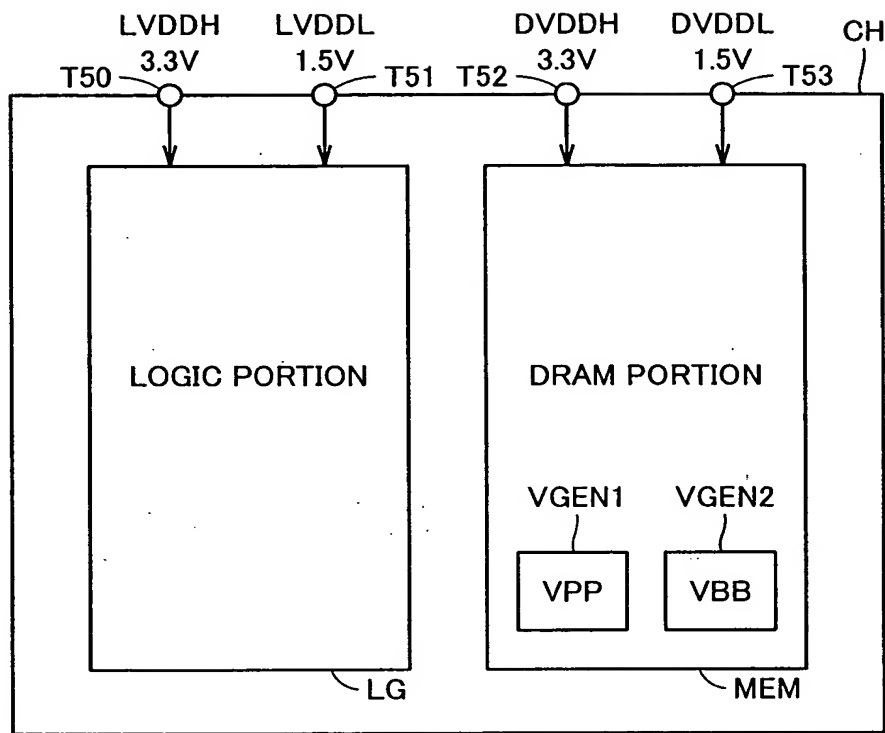 LVDDH LVDDL DVDDH DVDDL CH
3.3V 1.5V 3.3V 1.5V
T50 T51 T52 T53
LOGIC PORTION DRAM PORTION
VGEN1 VGEN2
VPP VBB
LG MEM